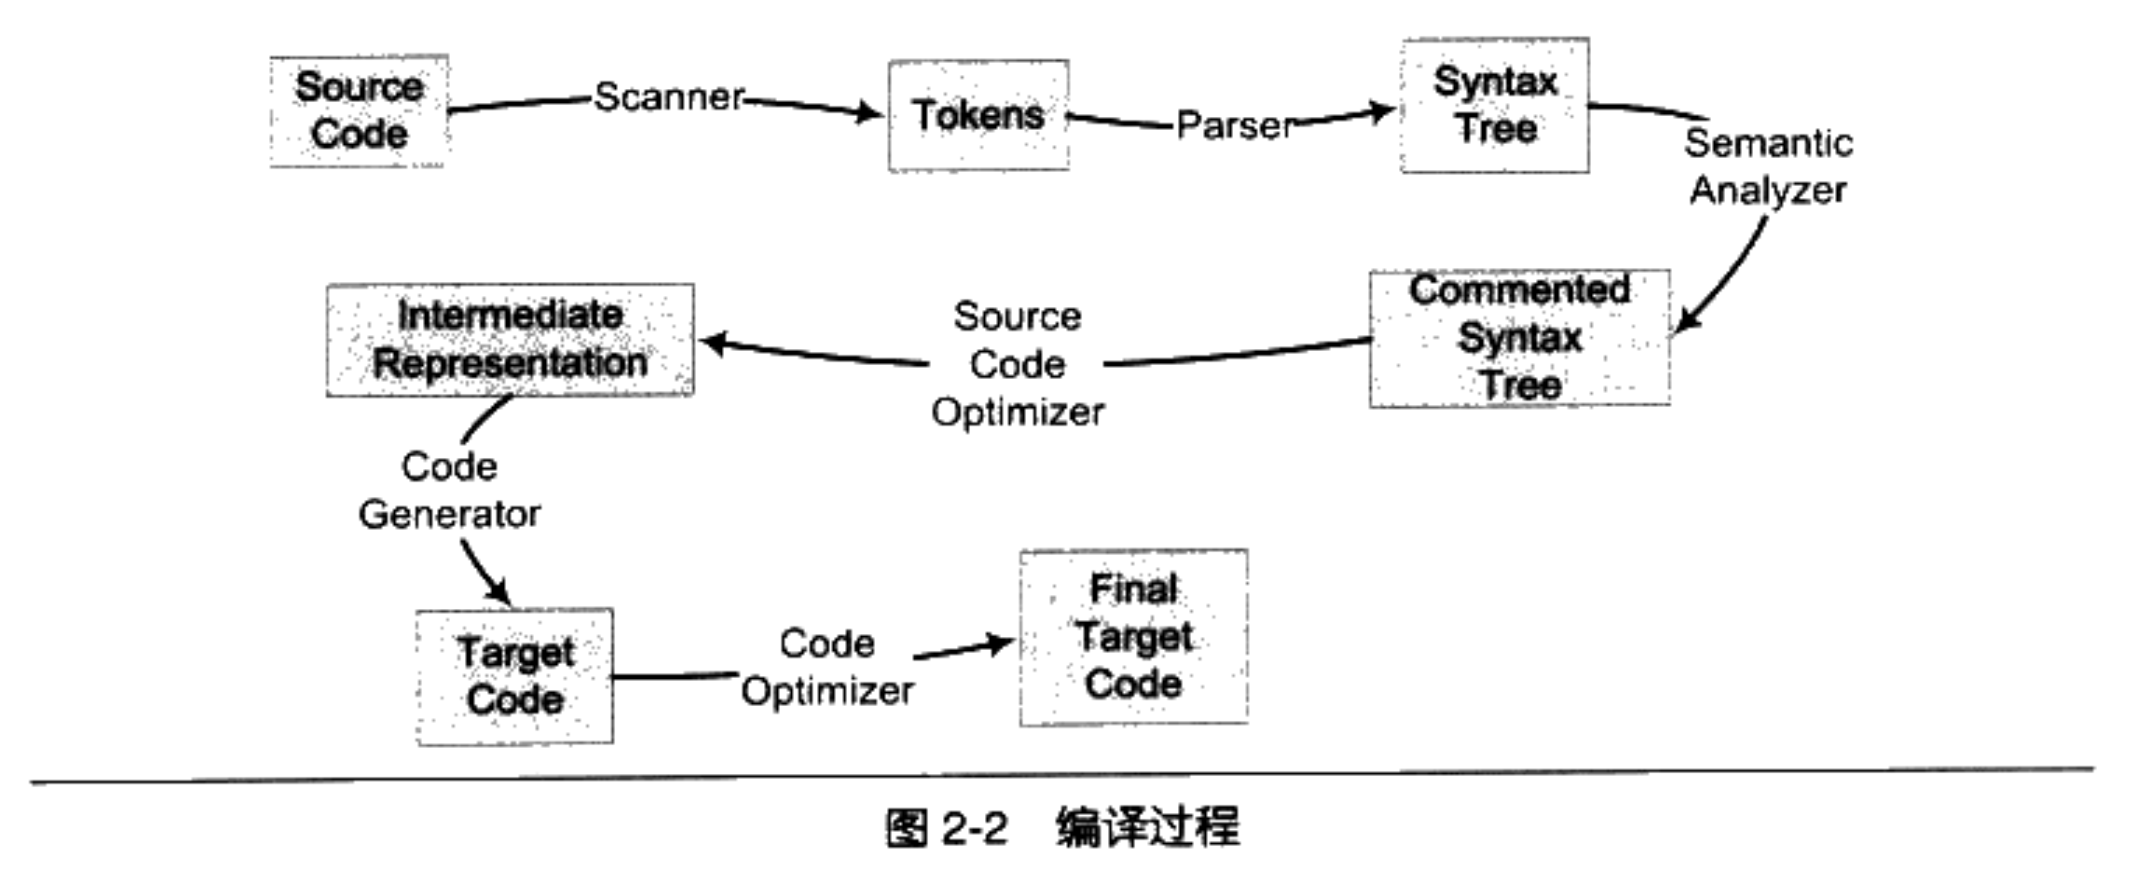 Source
Code
Scanner
Tokens
Parser
Syntax
Tree
Semantic
Analyzer
Commented
Syntax
Tree
Source
Code
Optimizer
Intermediate
Representation
Code
Generator
Target
Code
Code
Optimizer
Final
Target
Code
图 2-2 编译过程